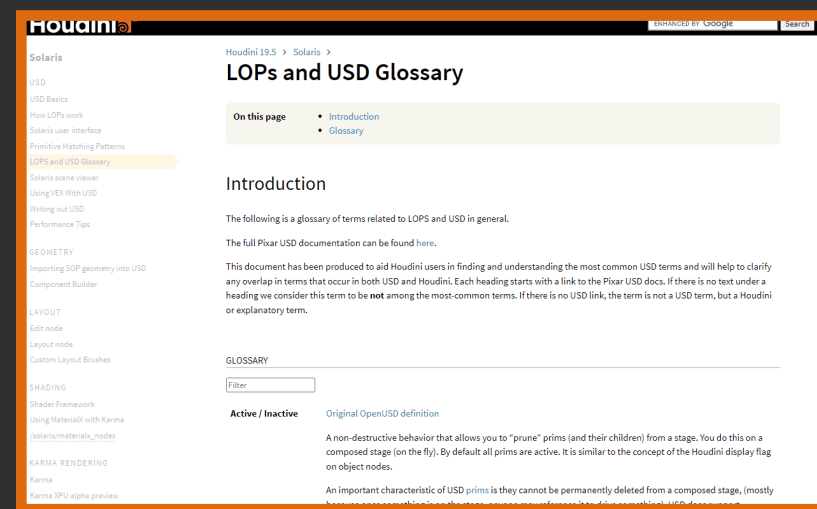 Houdini
ENHANCED BY Google
Search
Solaris
USD
USD Basics
How LOPs work
Solaris user interface
Primitive Matching Patterns
LOPS and USD Glossary
Solaris scene viewer
Using VEX With USD
Writing out USD
Performance Tips
GEOMETRY
Importing SOP geometry into USD
Component Builder
LAYOUT
Edit node
Layout node
Custom Layout Brushes
SHADING
Shader Framework
Using MaterialX with Karma
/solaris/materialx_nodes
KARMA RENDERING
Karma
Karma XPU alpha preview
Houdini 19.5 > Solaris >
LOPs and USD Glossary
On this page
• Introduction
• Glossary
Introduction
The following is a glossary of terms related to LOPS and USD in general.
The full Pixar USD documentation can be found here.
This document has been produced to aid Houdini users in finding and understanding the most common USD terms and will help to clarify
any overlap in terms that occur in both USD and Houdini. Each heading starts with a link to the Pixar USD docs. If there is no text under a
heading we consider this term to be not among the most-common terms. If there is no USD link, the term is not a USD term, but a Houdini
or explanatory term.
GLOSSARY
Filter
Active / Inactive
Original OpenUSD definition
A non-destructive behavior that allows you to "prune" prims (and their children) from a stage. You do this on a
composed stage (on the fly). By default all prims are active. It is similar to the concept of the Houdini display flag
on object nodes.
An important characteristic of USD prims is they cannot be permanently deleted from a composed stage, (mostly